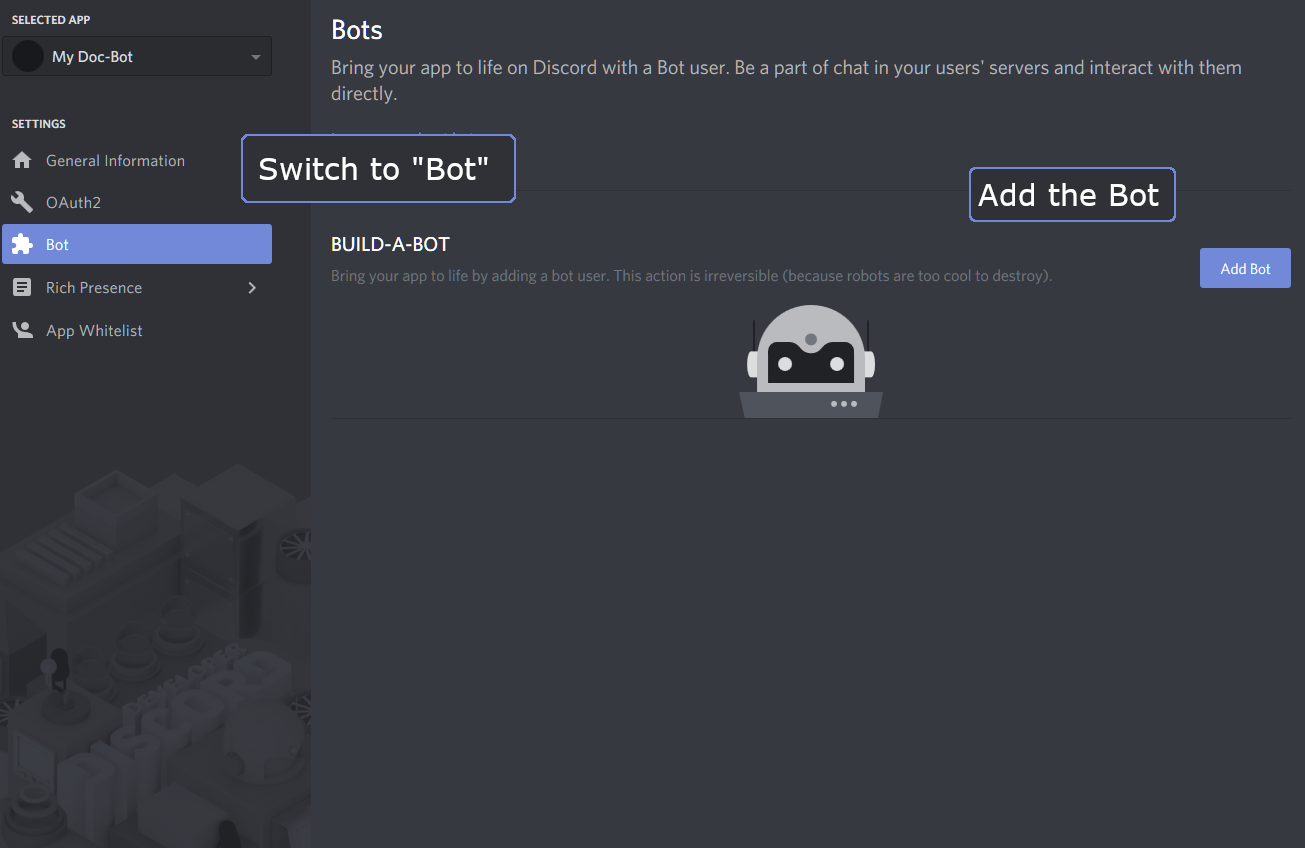 SELECTED APP
My Doc-Bot
SETTINGS
General Information
OAuth2
Bot
Rich Presence
App Whitelist
Bots
Bring your app to life on Discord with a Bot user. Be a part of chat in your users' servers and interact with them
directly.
Switch to "Bot"
Add the Bot
BUILD-A-BOT
Bring your app to life by adding a bot user. This action is irreversible (because robots are too cool to destroy).
Add Bot
DISCORD